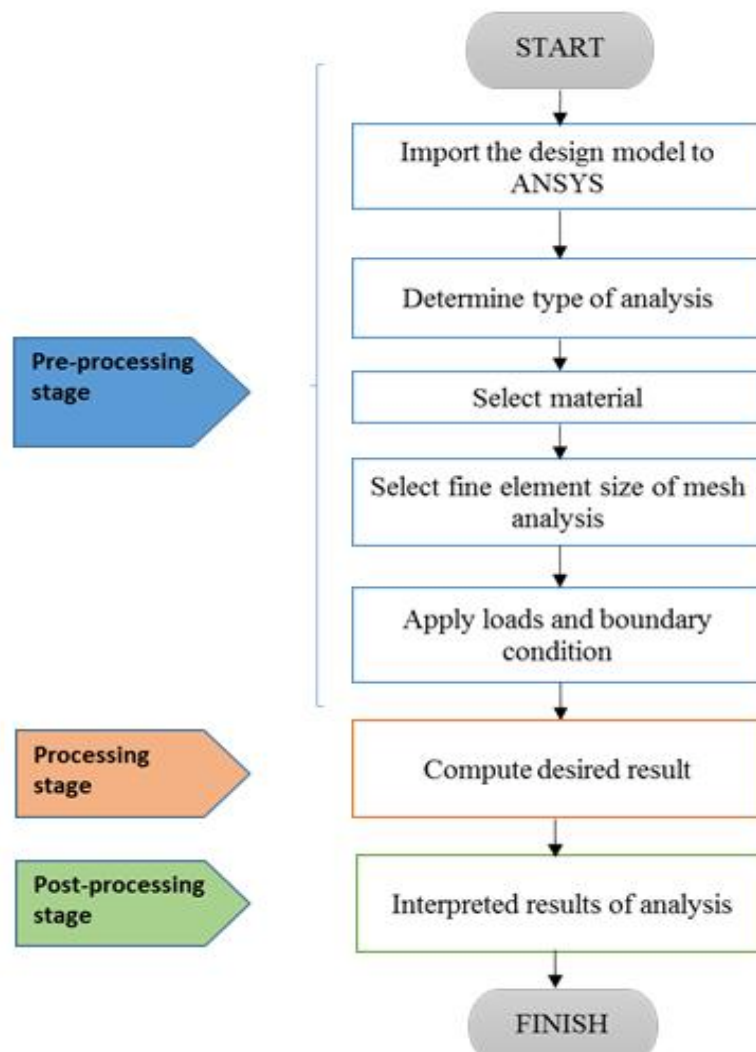 START
Import the design model to
ANSYS
Determine type of analysis
Pre-processing
stage
Select material
Select fine element size of mesh
analysis
Apply loads and boundary
condition
Processing
stage
Compute desired result
Post-processing
stage
Interpreted results of analysis
FINISH